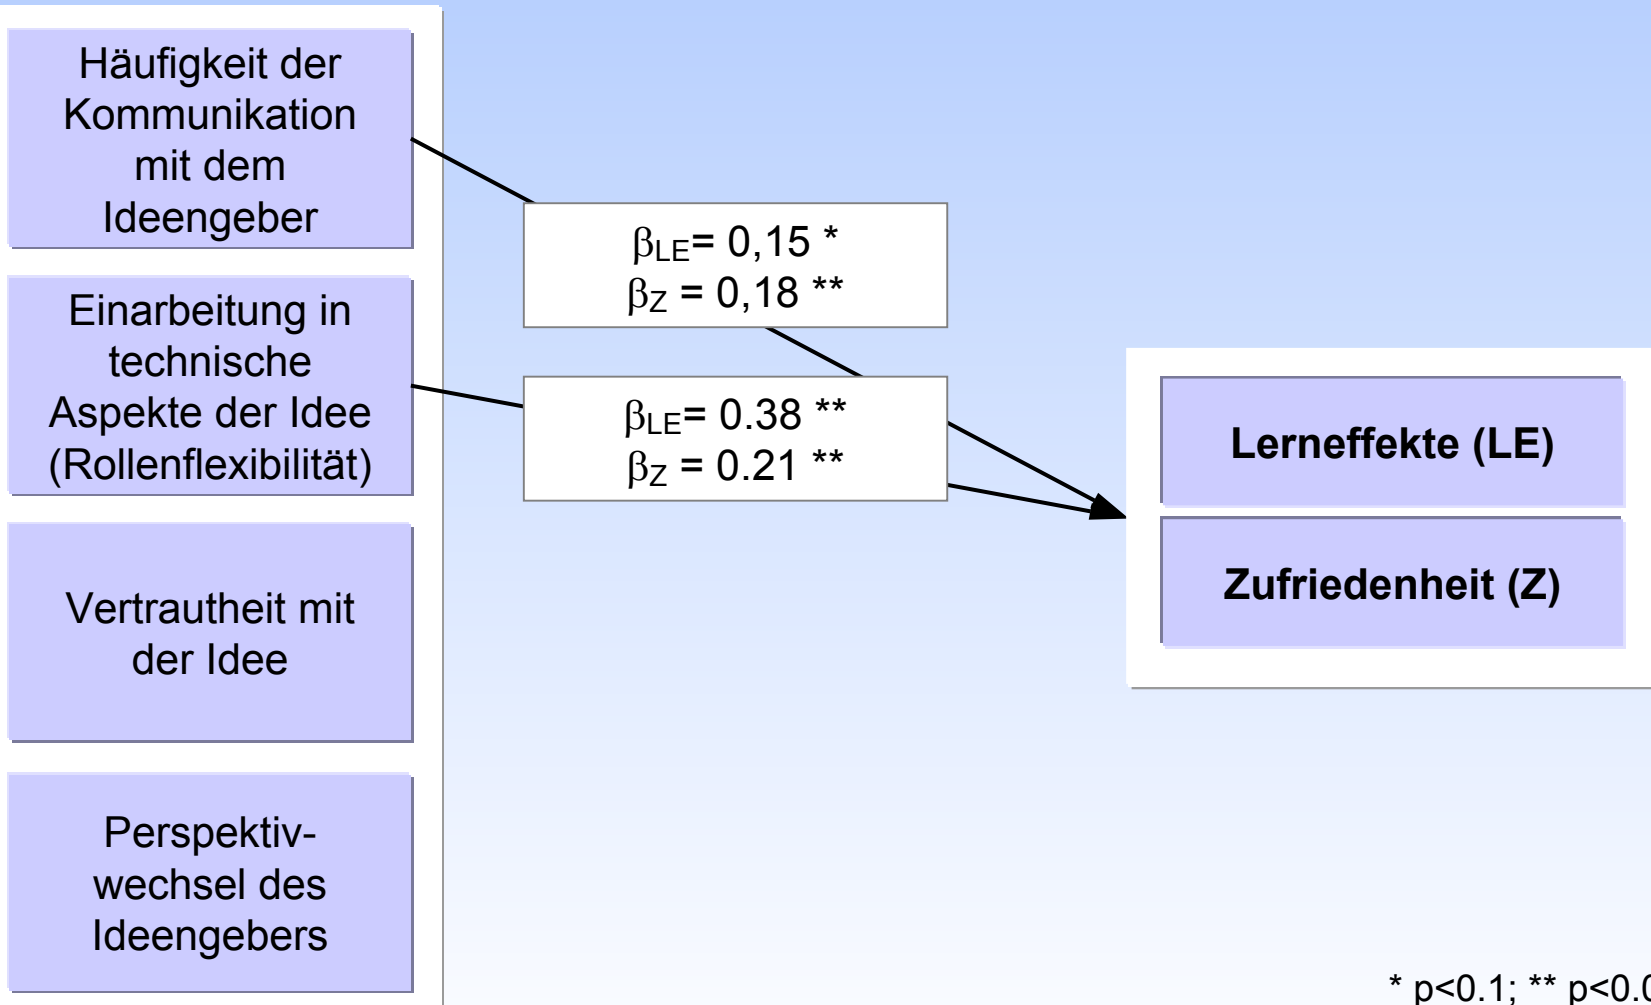 Häufigkeit der
Kommunikation
mit dem
Ideengeber
βLE= 0,15 *
βZ = 0,18 **
Einarbeitung in
technische
Aspekte der Idee
(Rollenflexibilität)
βLE= 0.38 **
βZ = 0.21 **
Lerneffekte (LE)
Zufriedenheit (Z)
Vertrautheit mit
der Idee
Perspektiv-
wechsel des
Ideengebers
* p<0.1; ** p<0.0